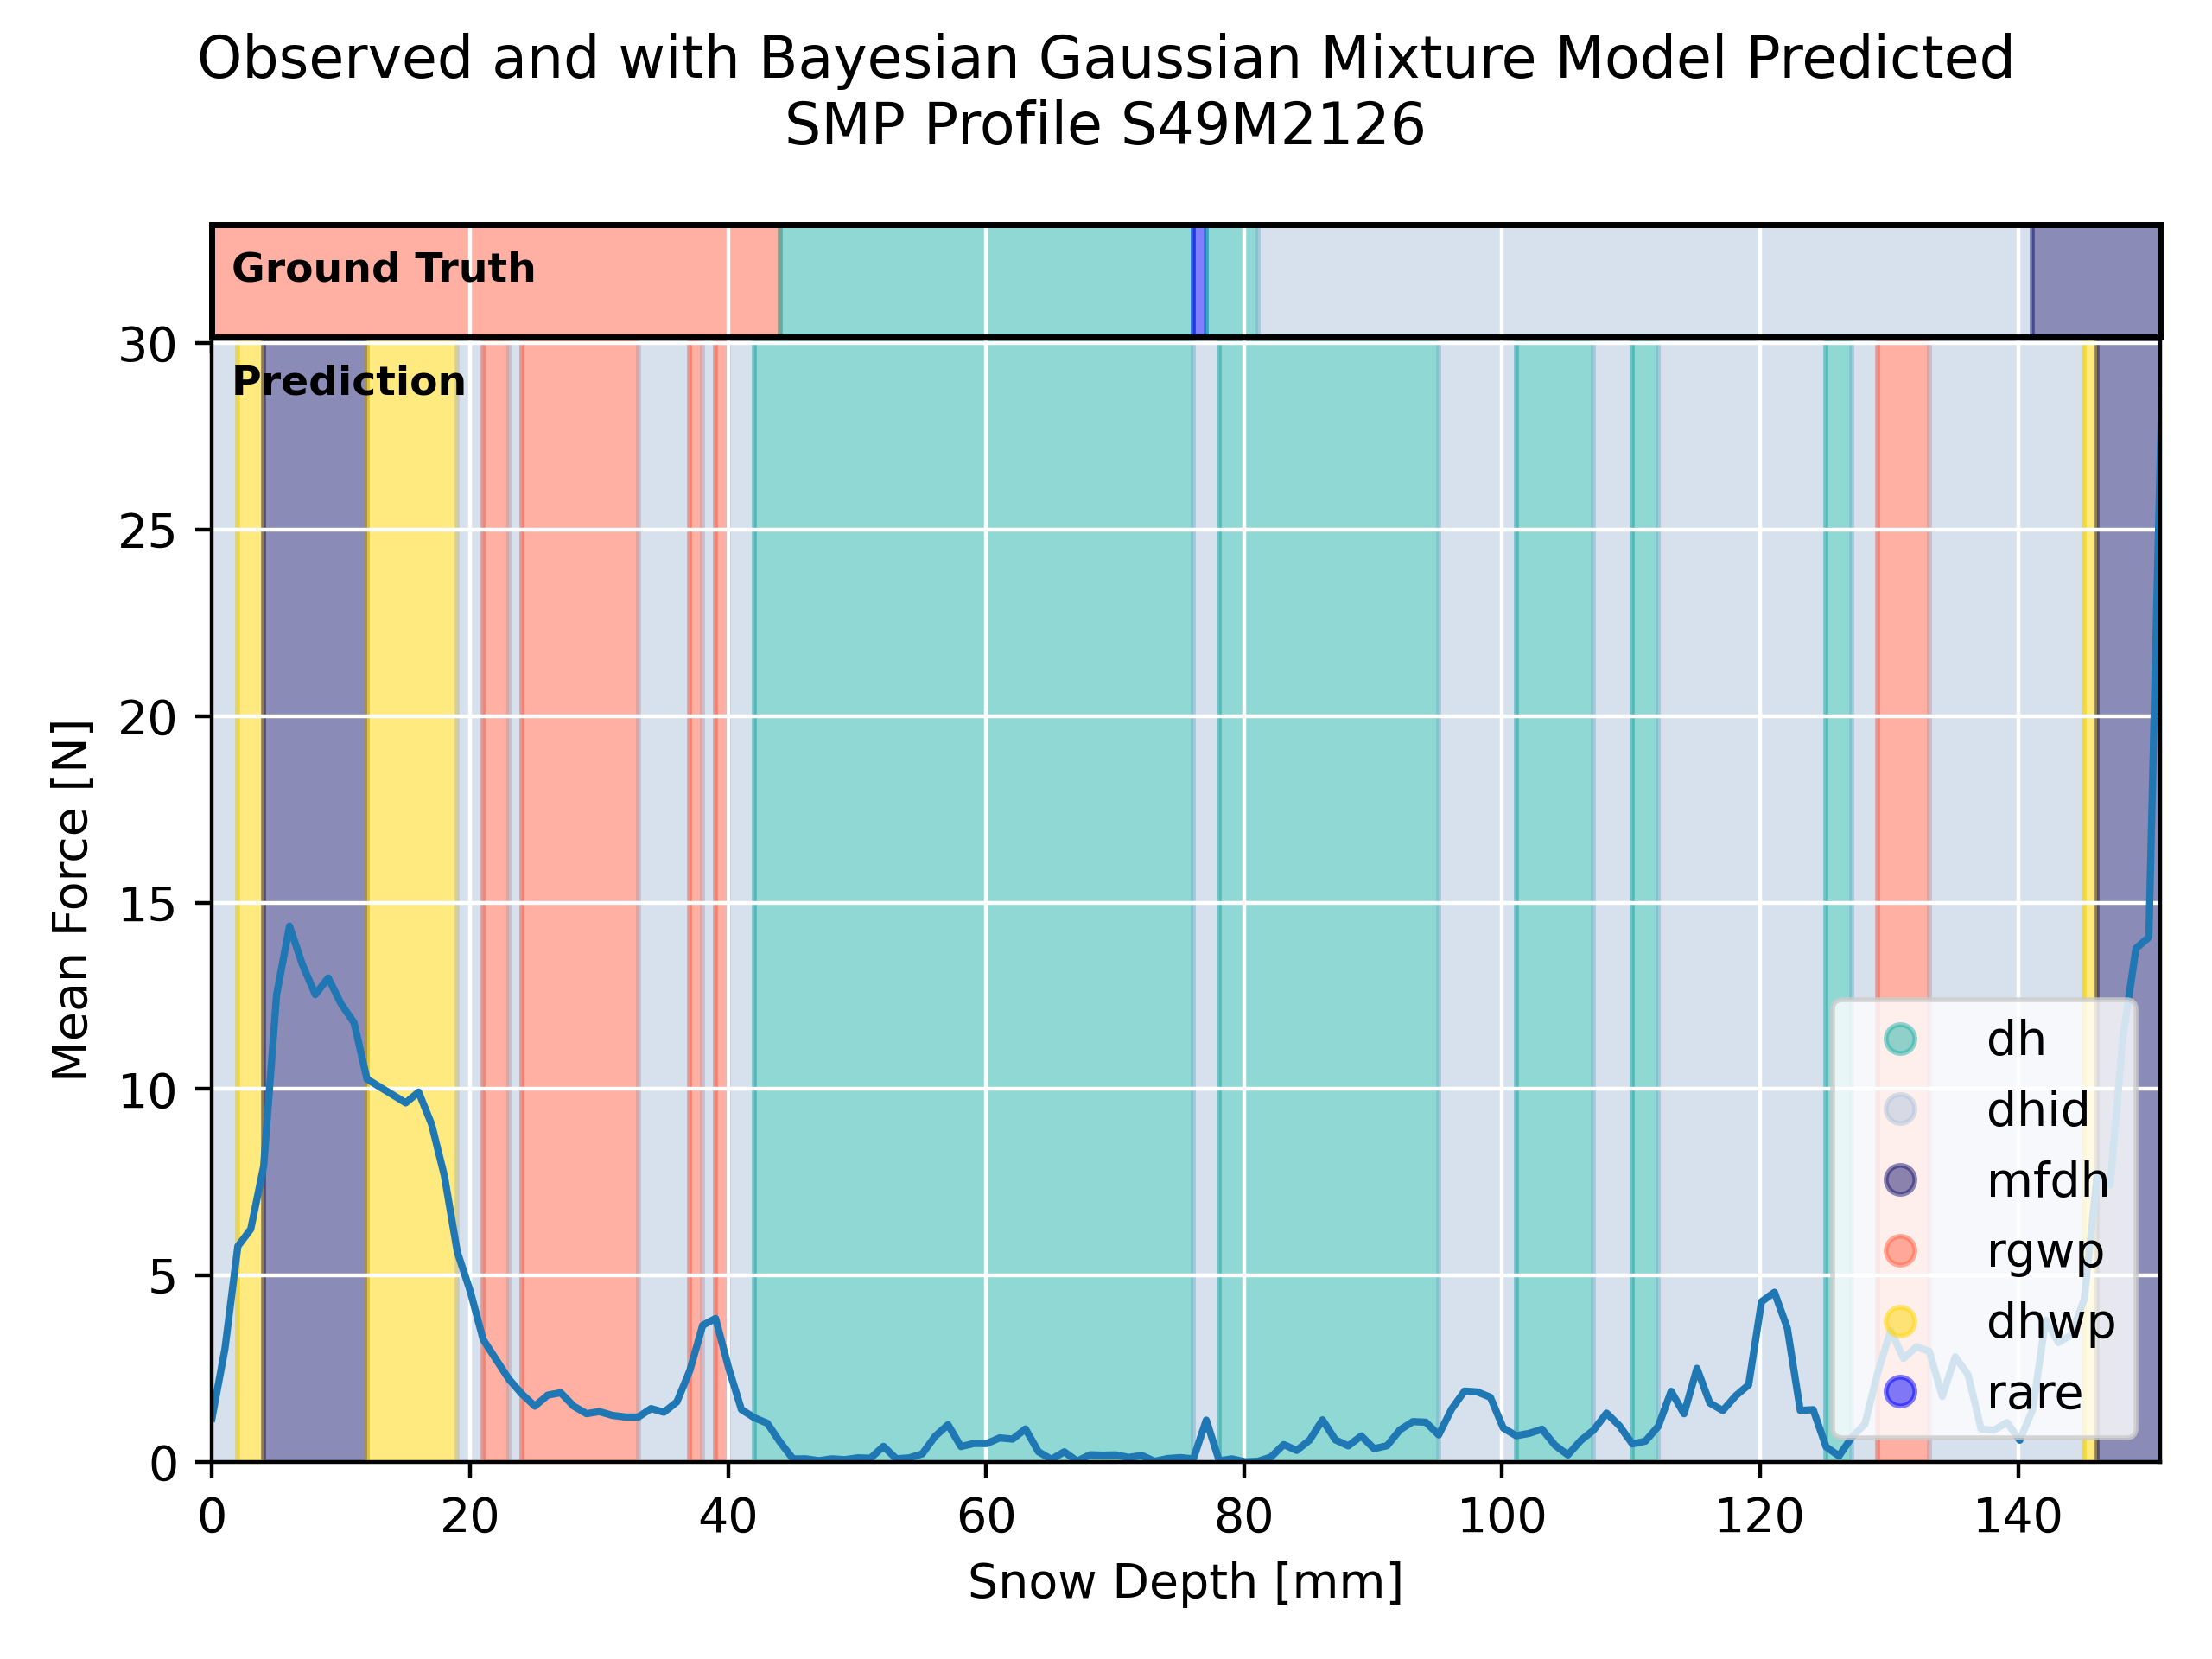 Observed and with Bayesian Gaussian Mixture Model Predicted
SMP Profile S49M2126
Ground Truth
Prediction
30
25
20
15
10
5
0
Mean Force [N]
0 20 40 60 80 100 120 140
Snow Depth [mm]
dh
dhid
mfdh
rgwp
dhwp
rare